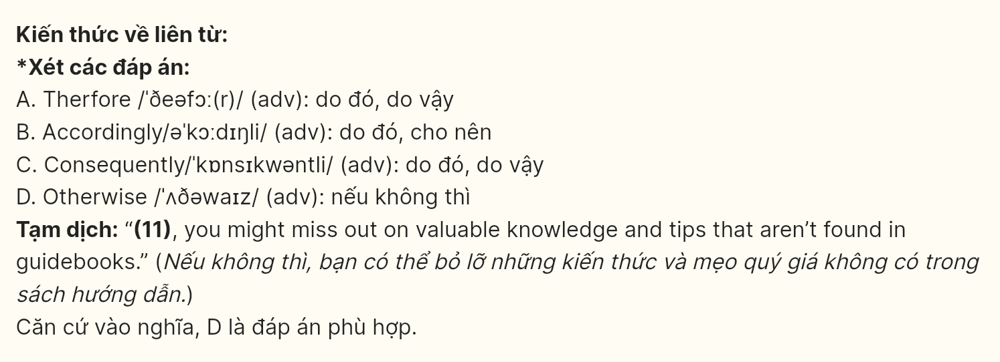 Kiến thức về liên từ:
*Xét các đáp án:
A. Therfore /ˈðeəfɔː(r)/ (adv): do đó, do vậy
B. Accordingly/əˈkɔːdɪŋli/ (adv): do đó, cho nên
C. Consequently/ˈkɒnsɪkwəntli/ (adv): do đó, do vậy
D. Otherwise /ˈʌðəwaɪz/ (adv): nếu không thì
Tạm dịch: “(11), you might miss out on valuable knowledge and tips that aren’t found in
guidebooks.” (Nếu không thì, bạn có thể bỏ lỡ những kiến thức và mẹo quý giá không có trong
sách hướng dẫn.)
Căn cứ vào nghĩa, D là đáp án phù hợp.